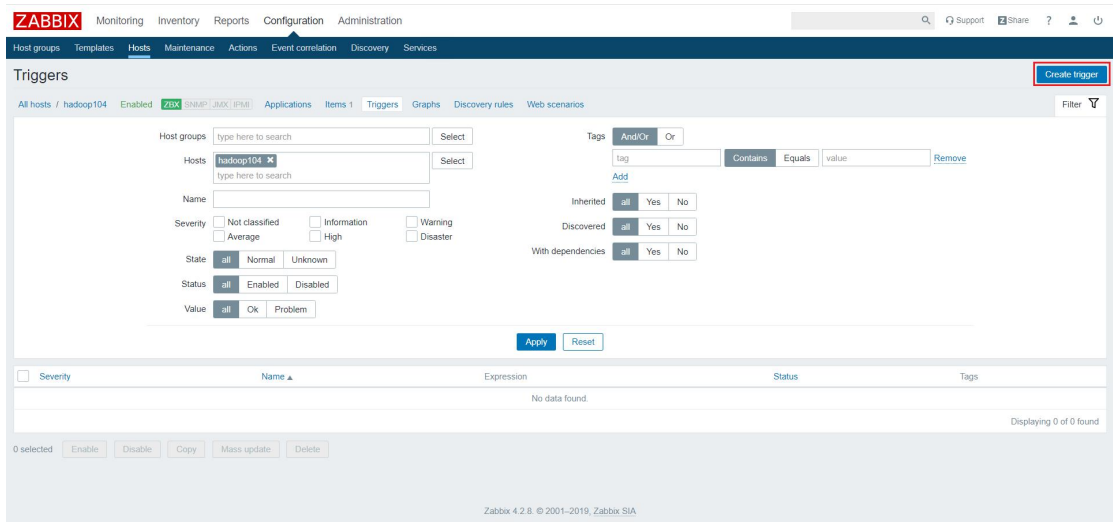 ZABBIX Monitoring Inventory Reports Configuration Administration Support Z Share ?
Host groups Templates Hosts Maintenance Actions Event correlation Discovery Services
Triggers Create trigger
All hosts / hadoop104 Enabled ZBX SNMP JMX IPMI Applications Items 1 Triggers Graphs Discovery rules Web scenarios Filter
Host groups type here to search Select
Hosts hadoop104 Select
type here to search
Name
Severity Not classified Information Warning
Average High Disaster
State all Normal Unknown
Status all Enabled Disabled
Value all Ok Problem
Tags And/Or Or
tag Contains Equals value Remove
Add
Inherited all Yes No
Discovered all Yes No
With dependencies all Yes No
Apply Reset
Severity Name Expression Status Tags
No data found.
Displaying 0 of 0 found
0 selected Enable Disable Copy Mass update Delete
Zabbix 4.2.8. © 2001–2019, Zabbix SIA